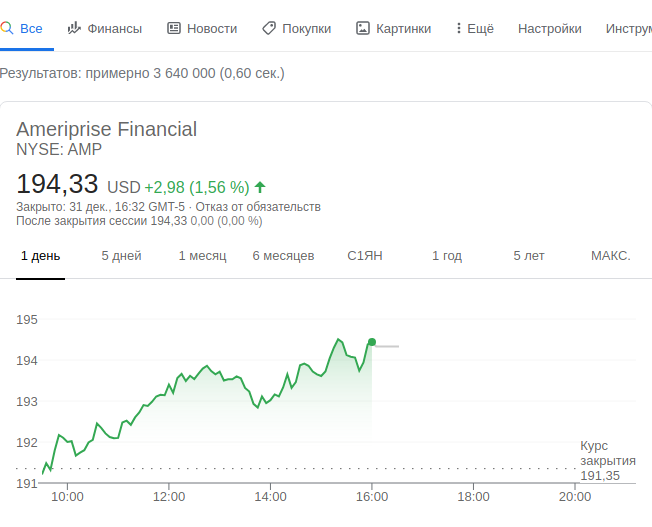 Все Финансы Новости Покупки Картинки Ещё Настройки Инструм
Результатов: примерно 3 640 000 (0,60 сек.)
Ameriprise Financial
NYSE: AMP
194,33 USD +2,98 (1,56 %)
Закрыто: 31 дек., 16:32 GMT-5 · Отказ от обязательств
После закрытия сессии 194,33 0,00 (0,00 %)
1 день 5 дней 1 месяц 6 месяцев С1ЯН 1 год 5 лет МАКС.
195
194
193
192
Курс
закрытия
191,35
191
10:00 12:00 14:00 16:00 18:00 20:00